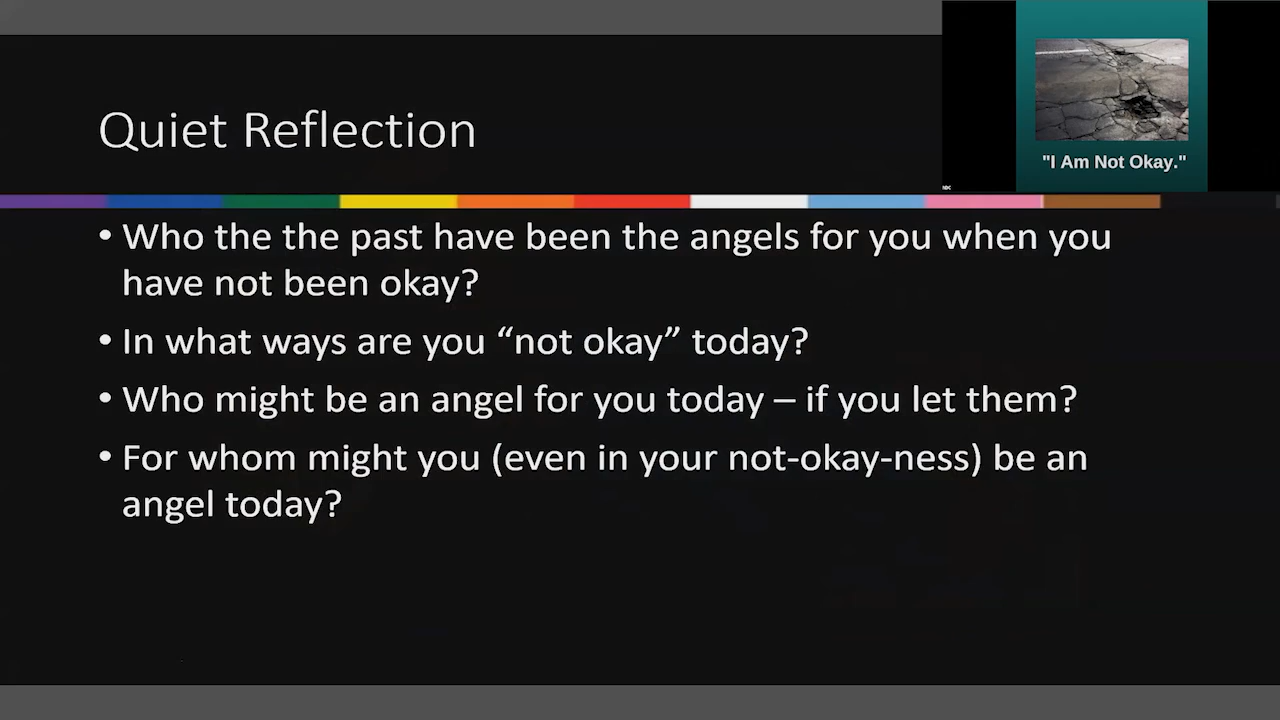 Quiet Reflection
"I Am Not Okay."
• Who the the past have been the angels for you when you
have not been okay?
• In what ways are you “not okay” today?
• Who might be an angel for you today – if you let them?
• For whom might you (even in your not-okay-ness) be an
angel today?